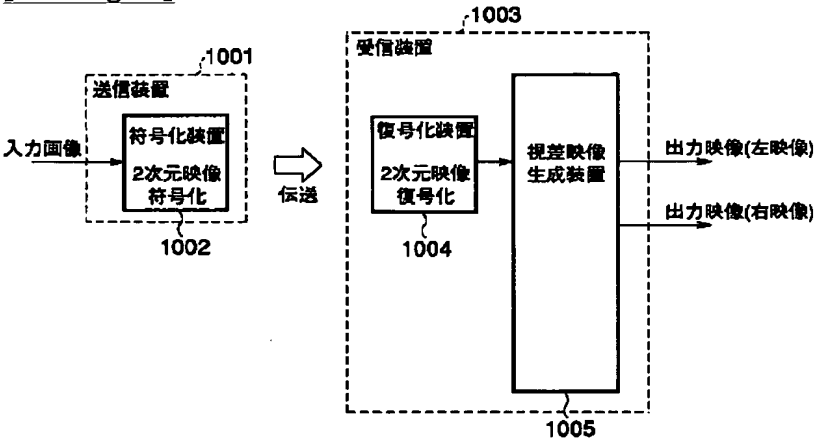 1001
送信装置
入力画像
符号化装置
2次元映像
符号化
1002
伝送
1003
受信装置
復号化装置
2次元映像
復号化
1004
視差映像
生成装置
1005
出力映像(左映像)
出力映像(右映像)